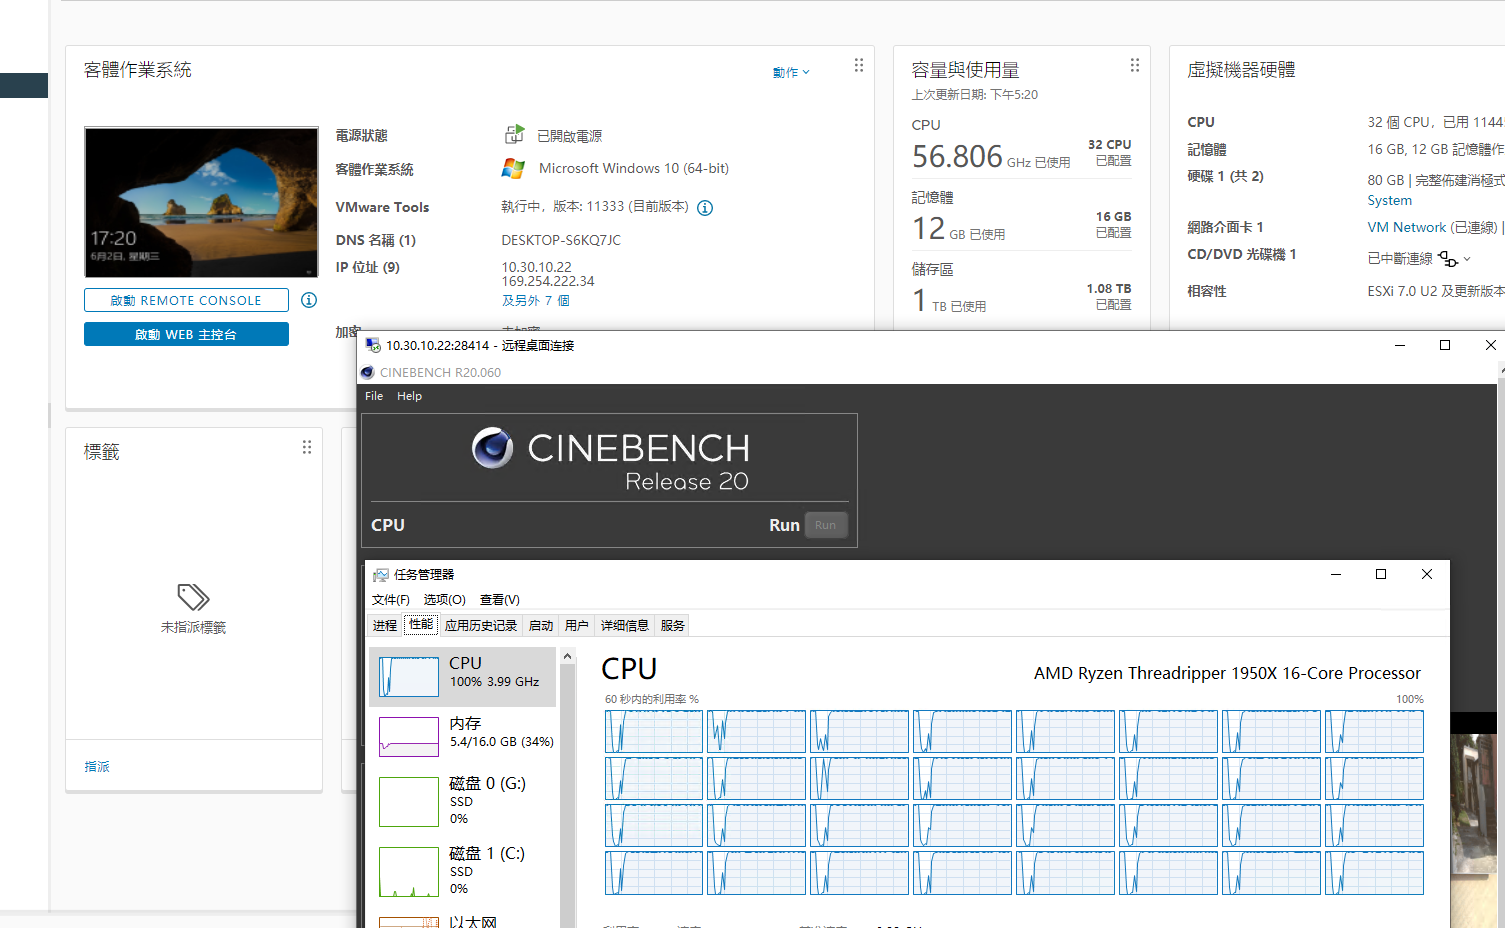 客體作業系統
動作
17:20
6月2日, 星期三
啟動 REMOTE CONSOLE
啟動 WEB 主控台
電源狀態
已開啟電源
客體作業系統
Microsoft Windows 10 (64-bit)
VMware Tools
執行中，版本: 11333 (目前版本)
DNS 名稱 (1)
DESKTOP-S6KQ7JC
IP 位址 (9)
10.30.10.22
169.254.222.34
及另外 7 個
加密
容量與使用量
上次更新日期: 下午5:20
CPU
56.806 GHz 已使用
32 CPU
已配置
記憶體
12 GB 已使用
16 GB
已配置
儲存區
1 TB 已使用
1.08 TB
已配置
虛擬機器硬體
CPU
32 個 CPU，已用 1144
記憶體
16 GB, 12 GB 記憶體作
硬碟 1 (共 2)
80 GB | 完整佈建消極式
System
網路介面卡 1
VM Network (已連線) |
CD/DVD 光碟機 1
已中斷連線
相容性
ESXi 7.0 U2 及更新版本
標籤
未指派標籤
指派
10.30.10.22:28414 - 远程桌面连接
CINEBENCH R20.060
File Help
CINEBENCH
Release 20
CPU
Run Run
任务管理器
文件(F) 选项(O) 查看(V)
进程 性能 应用历史记录 启动 用户 详细信息 服务
CPU
100% 3.99 GHz
内存
5.4/16.0 GB (34%)
磁盘 0 (G:)
SSD
0%
磁盘 1 (C:)
SSD
0%
以太网
CPU
AMD Ryzen Threadripper 1950X 16-Core Processor
60 秒内的利用率 %
100%